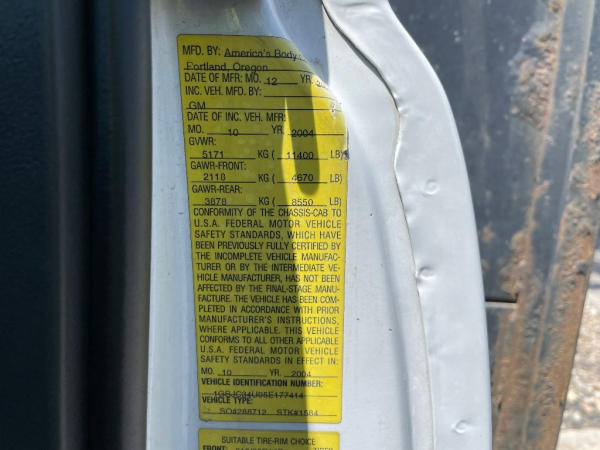 MFD. BY: America's Body
Portland, Oregon
DATE OF MFR: MO. 12 YR.
INC. VEH. MFD. BY:
GM
DATE OF INC. VEH. MFR:
MO. 10 YR. 2004
GVWR:
5171 KG ( 11400 LB)
GAWR-FRONT:
2118 KG ( 4670 LB)
GAWR-REAR:
3878 KG ( 8550 LB)
CONFORMITY OF THE CHASSIS-CAB TO
U.S.A. FEDERAL MOTOR VEHICLE
SAFETY STANDARDS, WHICH HAVE
BEEN PREVIOUSLY FULLY CERTIFIED BY
THE INCOMPLETE VEHICLE MANUFAC-
TURER OR BY THE INTERMEDIATE VE-
HICLE MANUFACTURER, HAS NOT BEEN
AFFECTED BY THE FINAL-STAGE MANU-
FACTURE. THE VEHICLE HAS BEEN COM-
PLETED IN ACCORDANCE WITH PRIOR
MANUFACTURER'S INSTRUCTIONS,
WHERE APPLICABLE. THIS VEHICLE
CONFORMS TO ALL OTHER APPLICABLE
U.S.A. FEDERAL MOTOR VEHICLE
SAFETY STANDARDS IN EFFECT IN:
MO. 10 YR. 2004
VEHICLE IDENTIFICATION NUMBER:
VEHICLE TYPE:
SO#288712 STK#1584
SUITABLE TIRE-RIM CHOICE